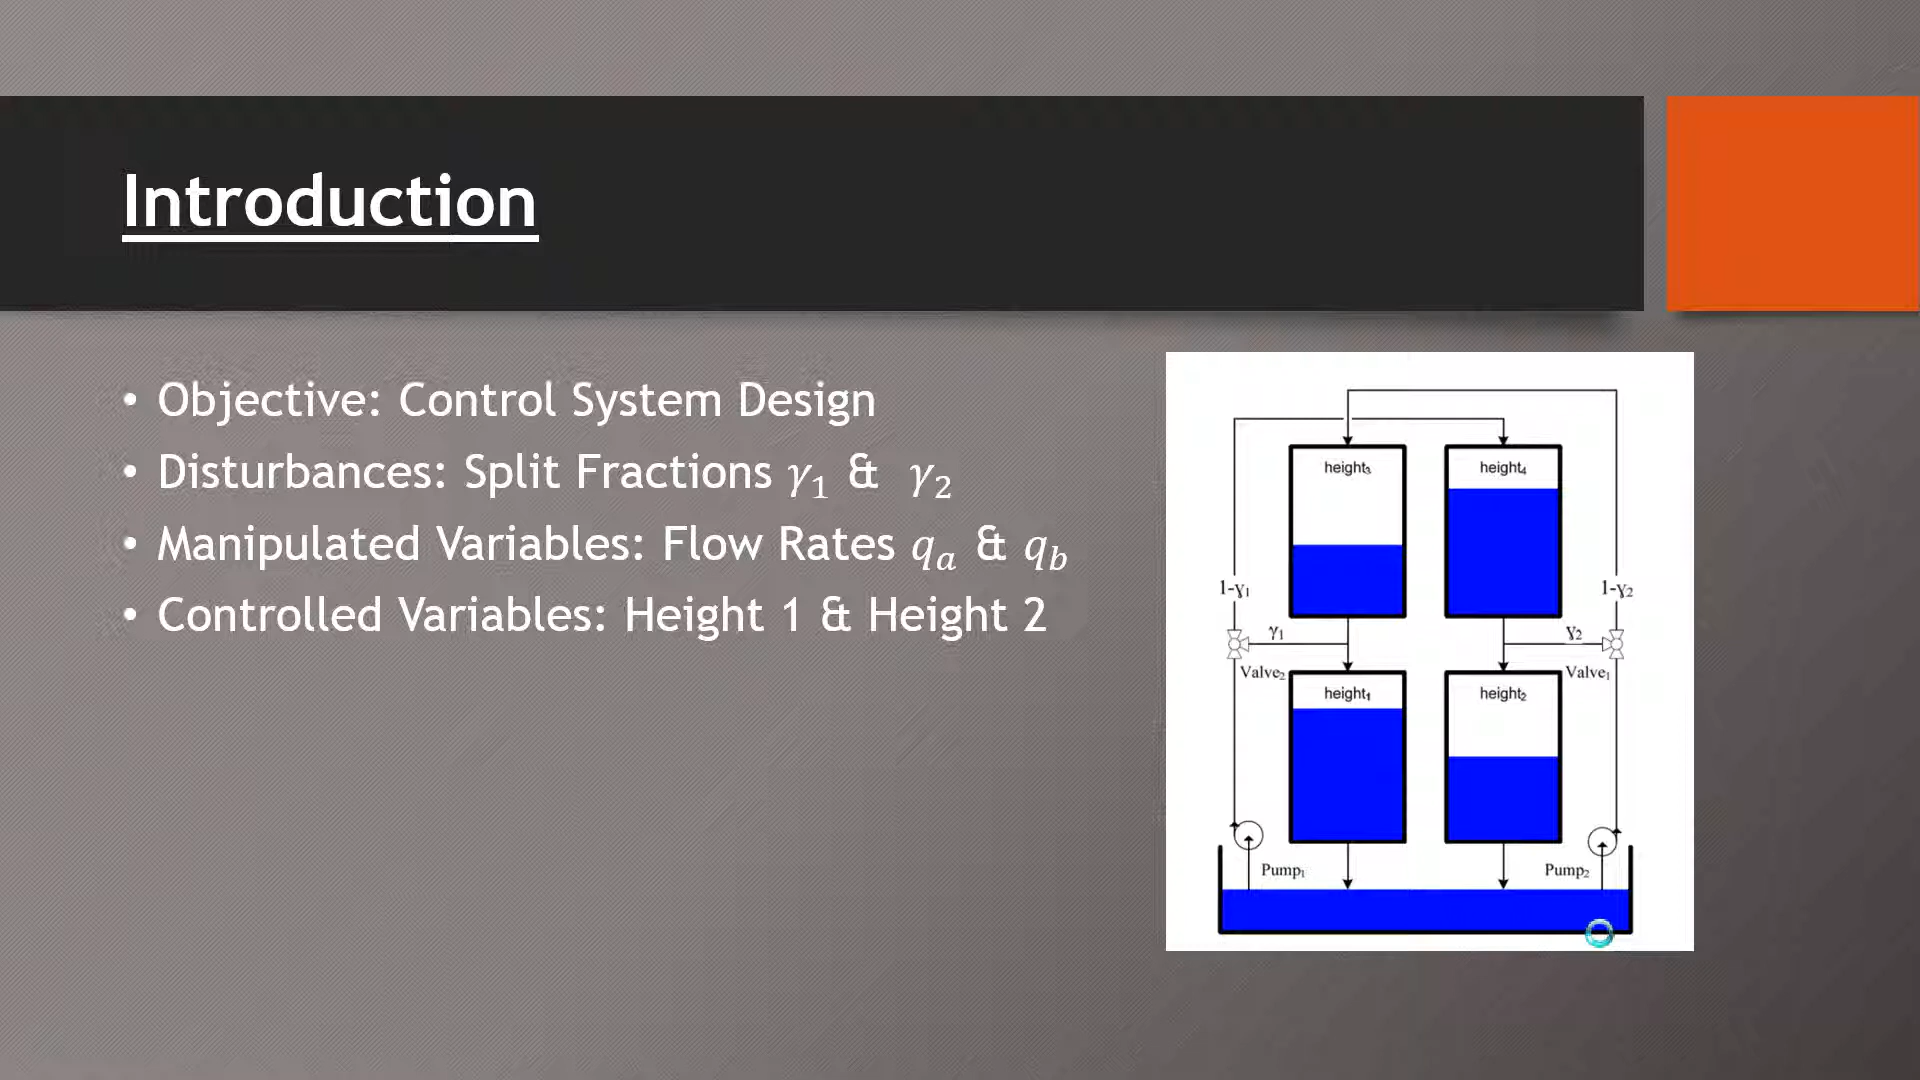 Introduction
• Objective: Control System Design
• Disturbances: Split Fractions γ₁ & γ₂
• Manipulated Variables: Flow Rates qₐ & q_b
• Controlled Variables: Height 1 & Height 2
height₃
height₄
1-γ₁
1-γ₂
γ₁
γ₂
Valve₂
Valve₁
height₁
height₂
Pump₁
Pump₂